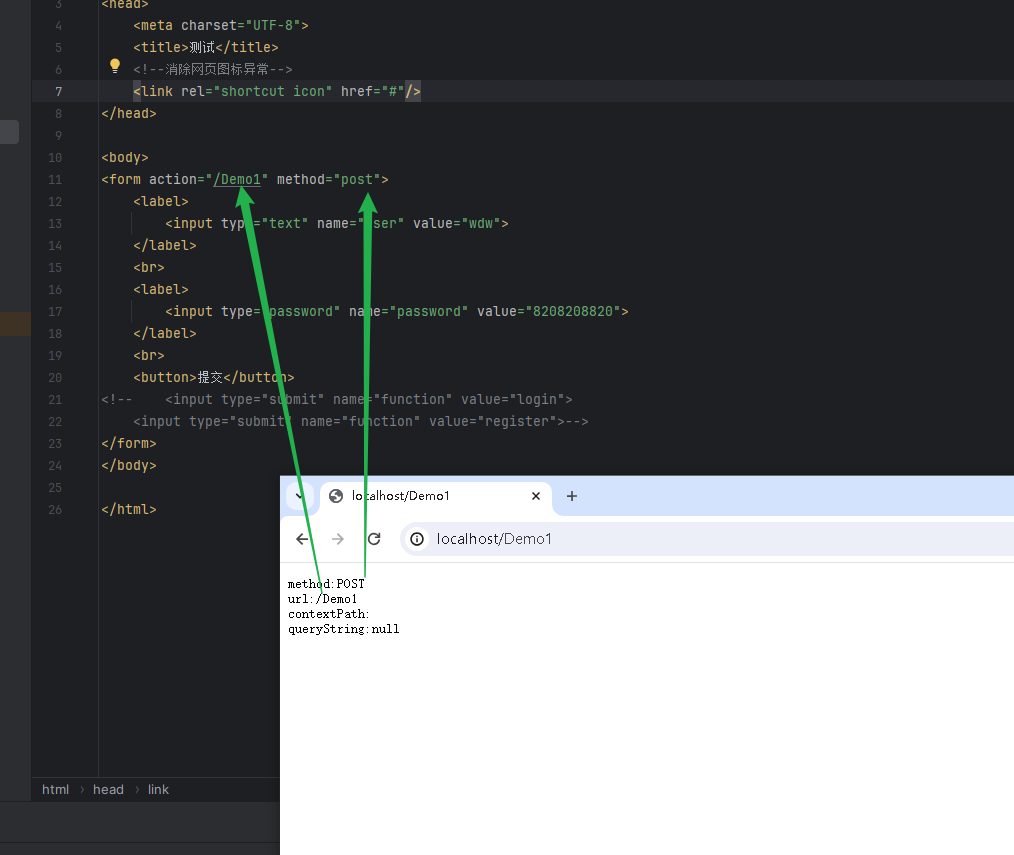 3 <head>
4 <meta charset="UTF-8">
5 <title>测试</title>
6 <!--消除网页图标异常-->
7 <link rel="shortcut icon" href="#"/>
8 </head>
9
10 <body>
11 <form action="/Demo1" method="post">
12 <label>
13 <input type="text" name="user" value="wdw">
14 </label>
15 <br>
16 <label>
17 <input type="password" name="password" value="8208208820">
18 </label>
19 <br>
20 <button>提交</button>
21 <!-- <input type="submit" name="function" value="login">
22 <input type="submit" name="function" value="register">-->
23 </form>
24 </body>
25
26 </html>
localhost/Demo1
localhost/Demo1
method:POST
url:/Demo1
contextPath:
queryString:null
html › head › link